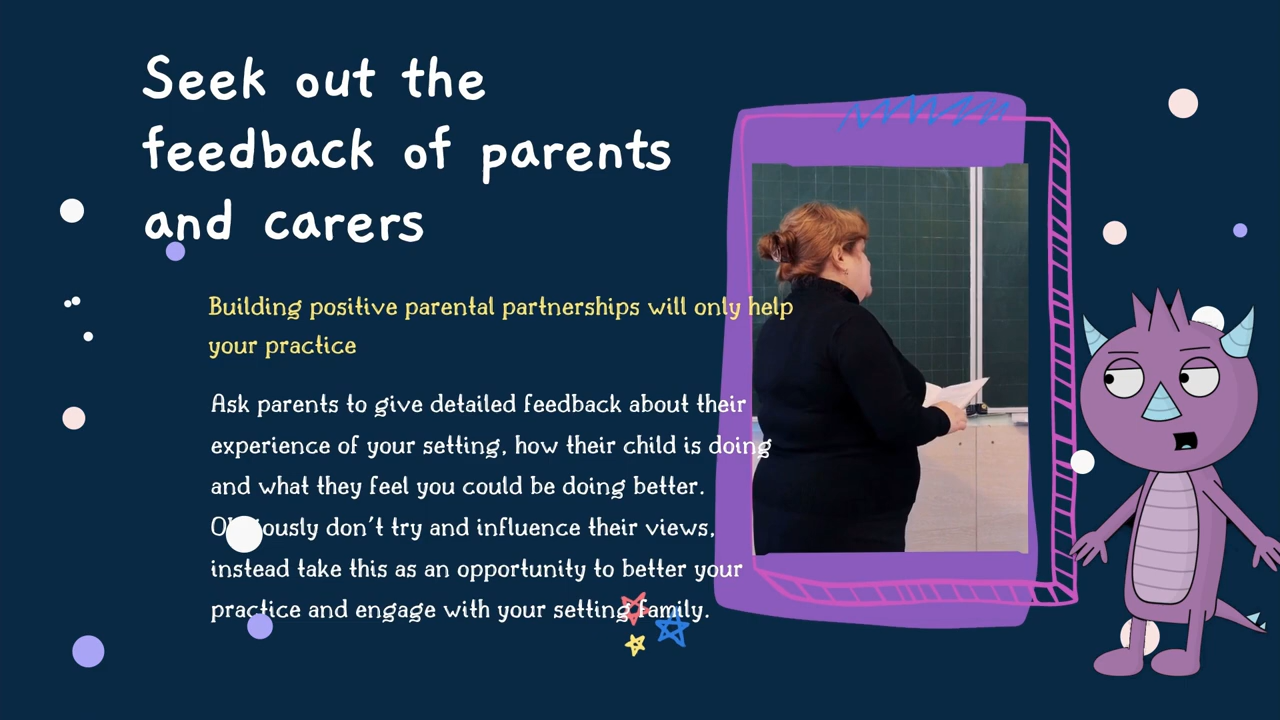 Seek out the
feedback of parents
and carers
Building positive parental partnerships will only help
your practice
Ask parents to give detailed feedback about their
experience of your setting, how their child is doing
and what they feel you could be doing better.
Obviously don't try and influence their views,
instead take this as an opportunity to better your
practice and engage with your setting family.